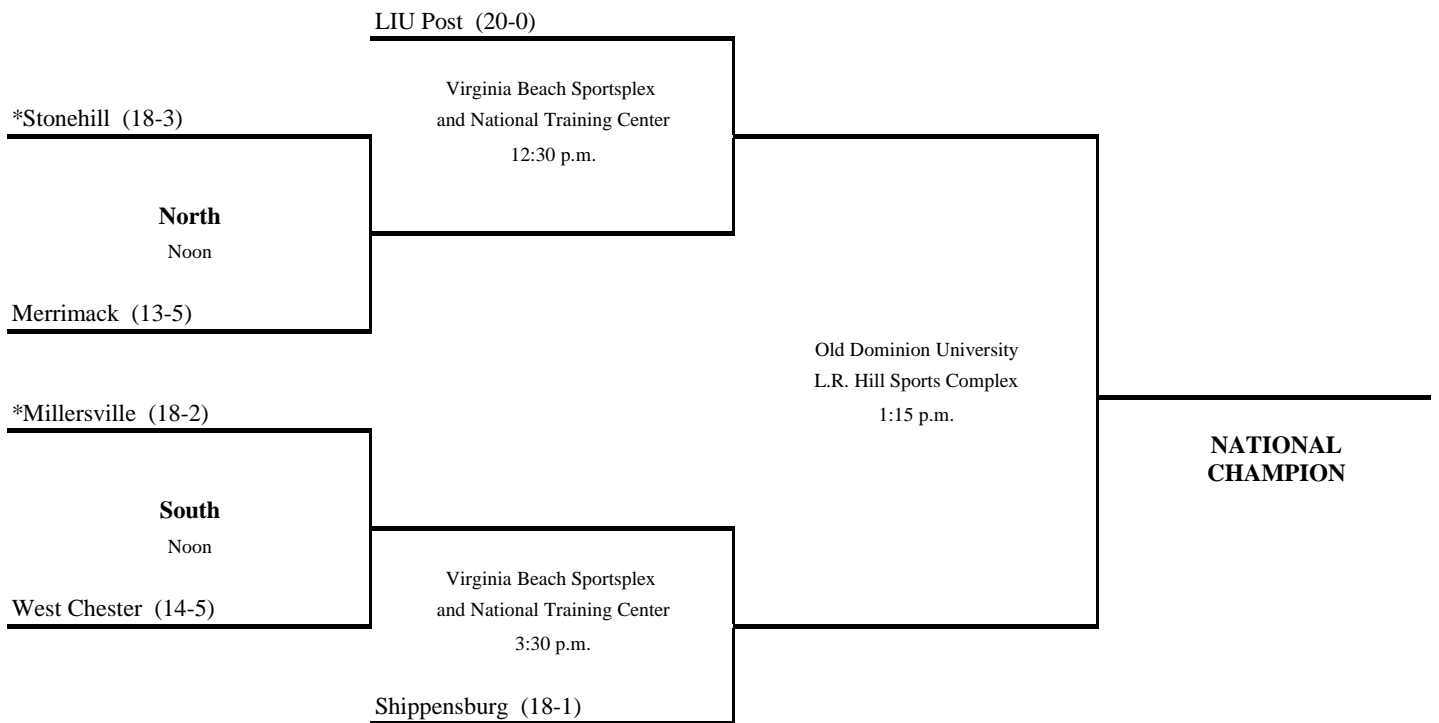 LIU Post (20-0)
Virginia Beach Sportsplex
and National Training Center
12:30 p.m.
*Stonehill (18-3)
North
Noon
Merrimack (13-5)
Old Dominion University
L.R. Hill Sports Complex
1:15 p.m.
*Millersville (18-2)
South
Noon
West Chester (14-5)
Virginia Beach Sportsplex
and National Training Center
3:30 p.m.
Shippensburg (18-1)
NATIONAL
CHAMPION